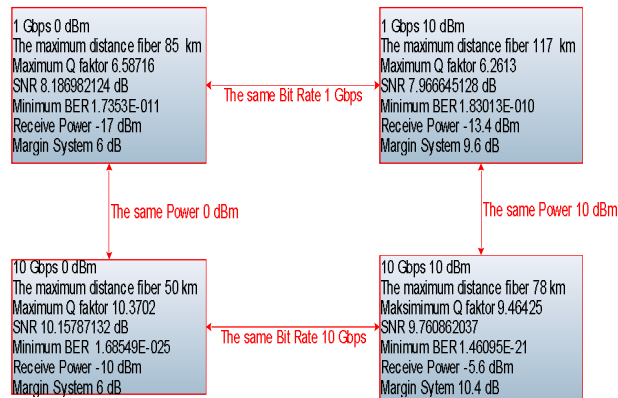 1 Gbps 0 dBm
The maximum distance fiber 85 km
Maximum Q faktor 6.58716
SNR 8.186982124 dB
Minimum BER 1.7353E-011
Receive Power -17 dBm
Margin System 6 dB
The same Bit Rate 1 Gbps
1 Gbps 10 dBm
The maximum distance fiber 117 km
Maximum Q faktor 6.2613
SNR 7.966645128 dB
Minimum BER 1.83013E-010
Receive Power -13.4 dBm
Margin System 9.6 dB
The same Power 0 dBm
The same Power 10 dBm
10 Gbps 0 dBm
The maximum distance fiber 50 km
Maximum Q faktor 10.3702
SNR 10.15787132 dB
Minimum BER 1.68549E-025
Receive Power -10 dBm
Margin System 6 dB
The same Bit Rate 10 Gbps
10 Gbps 10 dBm
The maximum distance fiber 78 km
Maksimimum Q faktor 9.46425
SNR 9.760862037
Minimum BER 1.46095E-21
Receive Power -5.6 dBm
Margin Sytem 10.4 dB